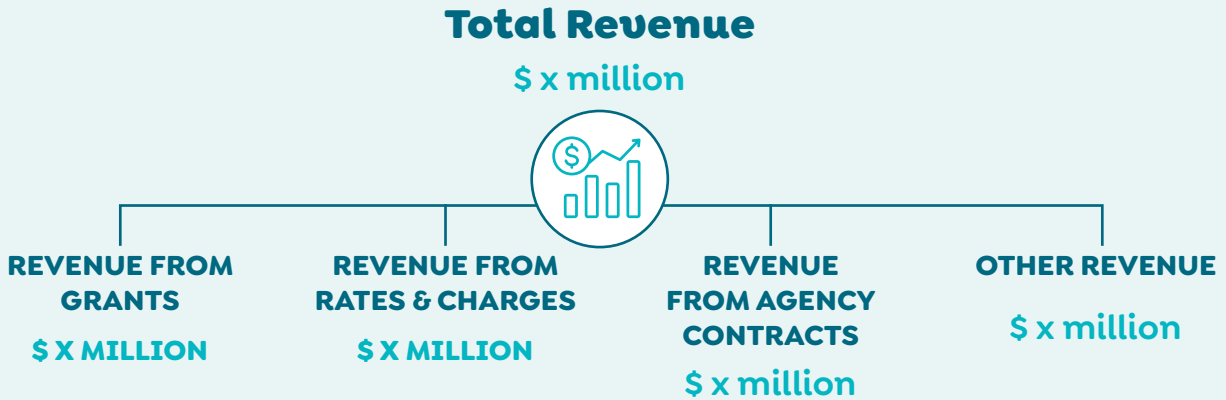 Total Revenue
$ x million
$
REVENUE FROM
GRANTS
$ X MILLION
REVENUE FROM
RATES & CHARGES
$ X MILLION
REVENUE
FROM AGENCY
CONTRACTS
$ x million
OTHER REVENUE
$ x million